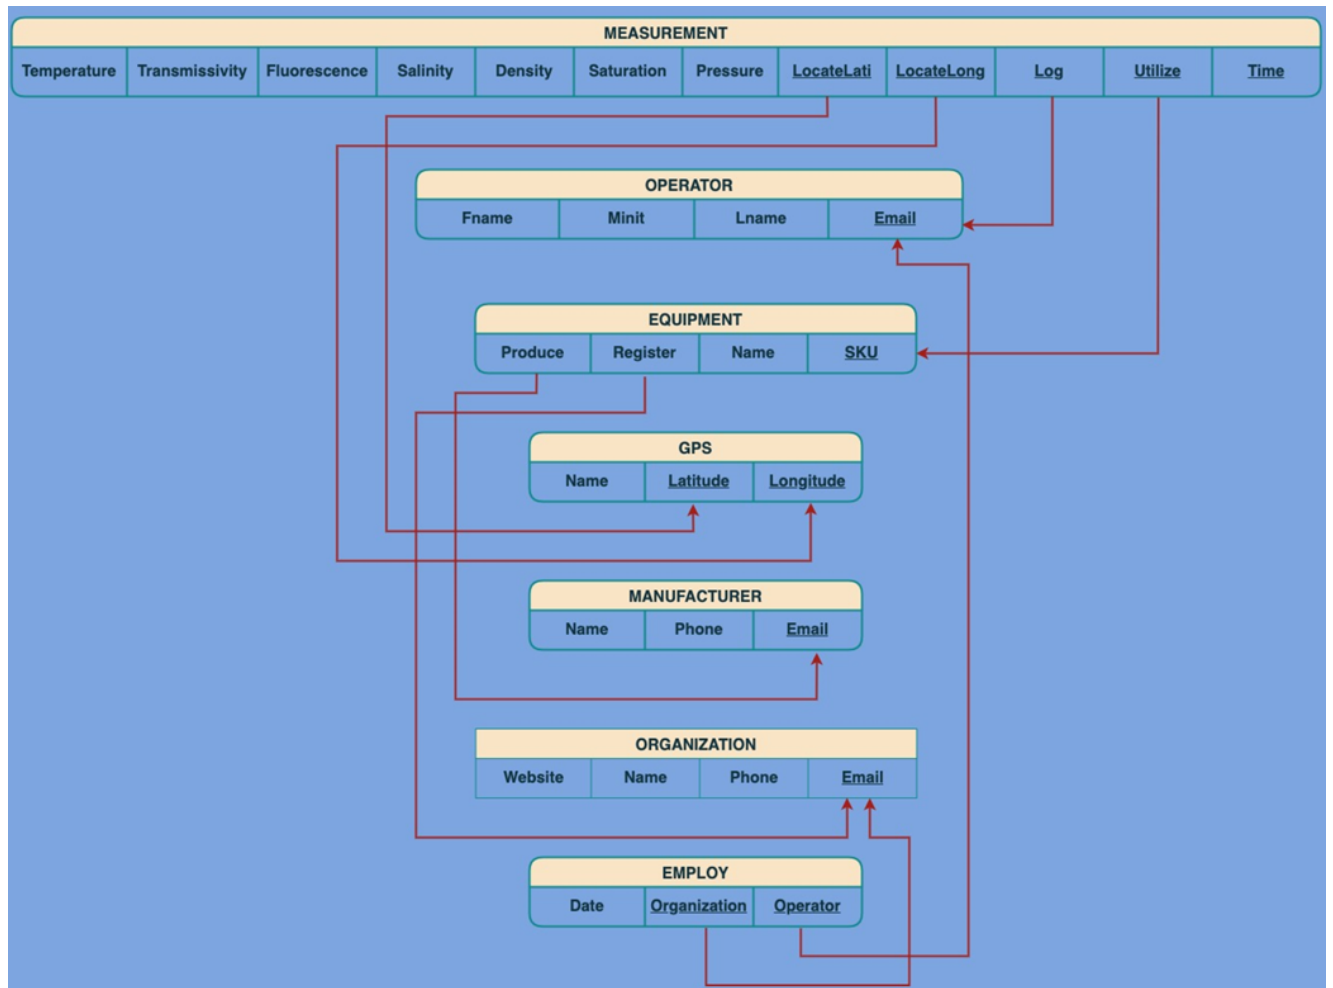 MEASUREMENT
Temperature Transmissivity Fluorescence Salinity Density Saturation Pressure LocateLati LocateLong Log Utilize Time
OPERATOR
Fname Minit Lname Email
EQUIPMENT
Produce Register Name SKU
GPS
Name Latitude Longitude
MANUFACTURER
Name Phone Email
ORGANIZATION
Website Name Phone Email
EMPLOY
Date Organization Operator